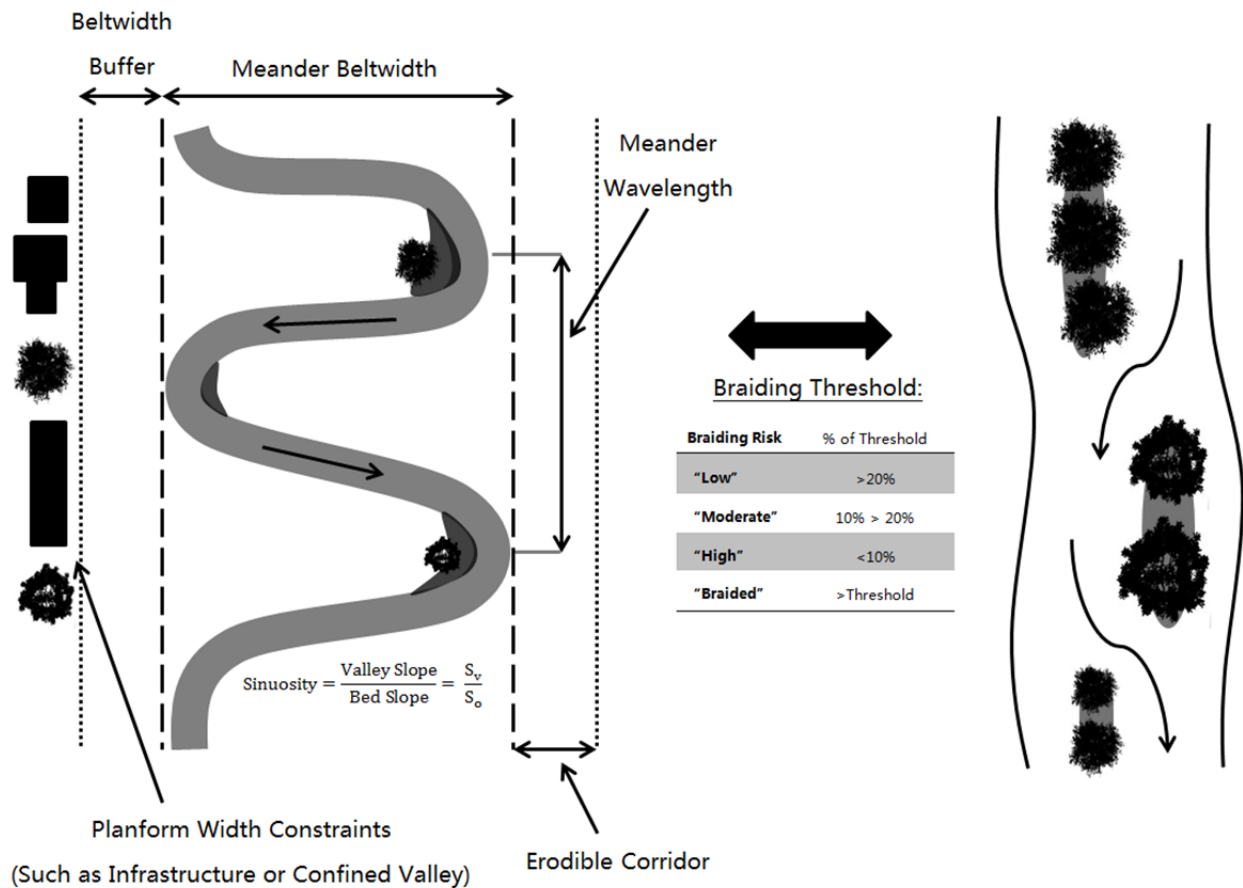 Beltwidth
Buffer
Meander Beltwidth
Meander
Wavelength
Braiding Threshold:
Braiding Risk % of Threshold
“Low” >20%
“Moderate” 10% > 20%
“High” <10%
“Braided” >Threshold
Sinuosity = Valley Slope / Bed Slope = Sᵥ / Sₒ
Planform Width Constraints
(Such as Infrastructure or Confined Valley)
Erodible Corridor